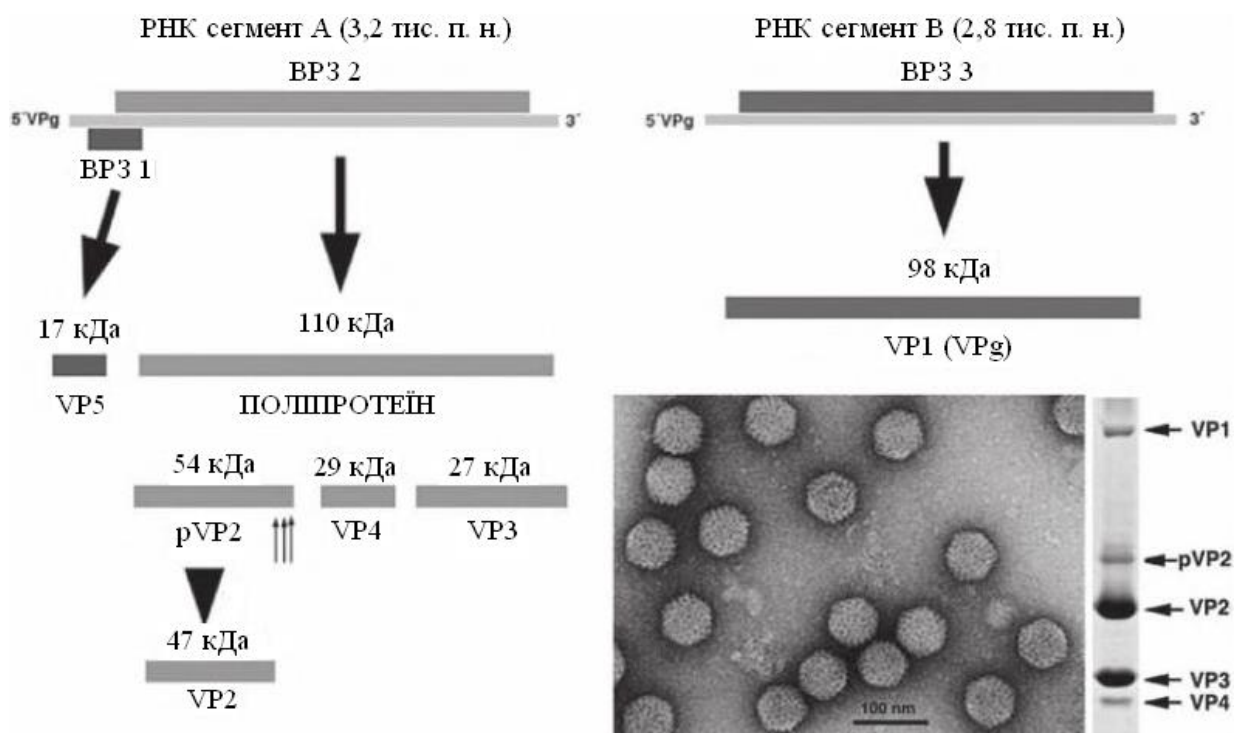 РНК сегмент А (3,2 тис. п. н.)
ВРЗ 2
5´VPg
3´
ВРЗ 1
17 кДа
110 кДа
VP5
ПОЛІПРОТЕЇН
54 кДа
29 кДа
27 кДа
pVP2
VP4
VP3
47 кДа
VP2
РНК сегмент В (2,8 тис. п. н.)
ВРЗ 3
5´VPg
3´
98 кДа
VP1 (VPg)
100 nm
VP1
pVP2
VP2
VP3
VP4